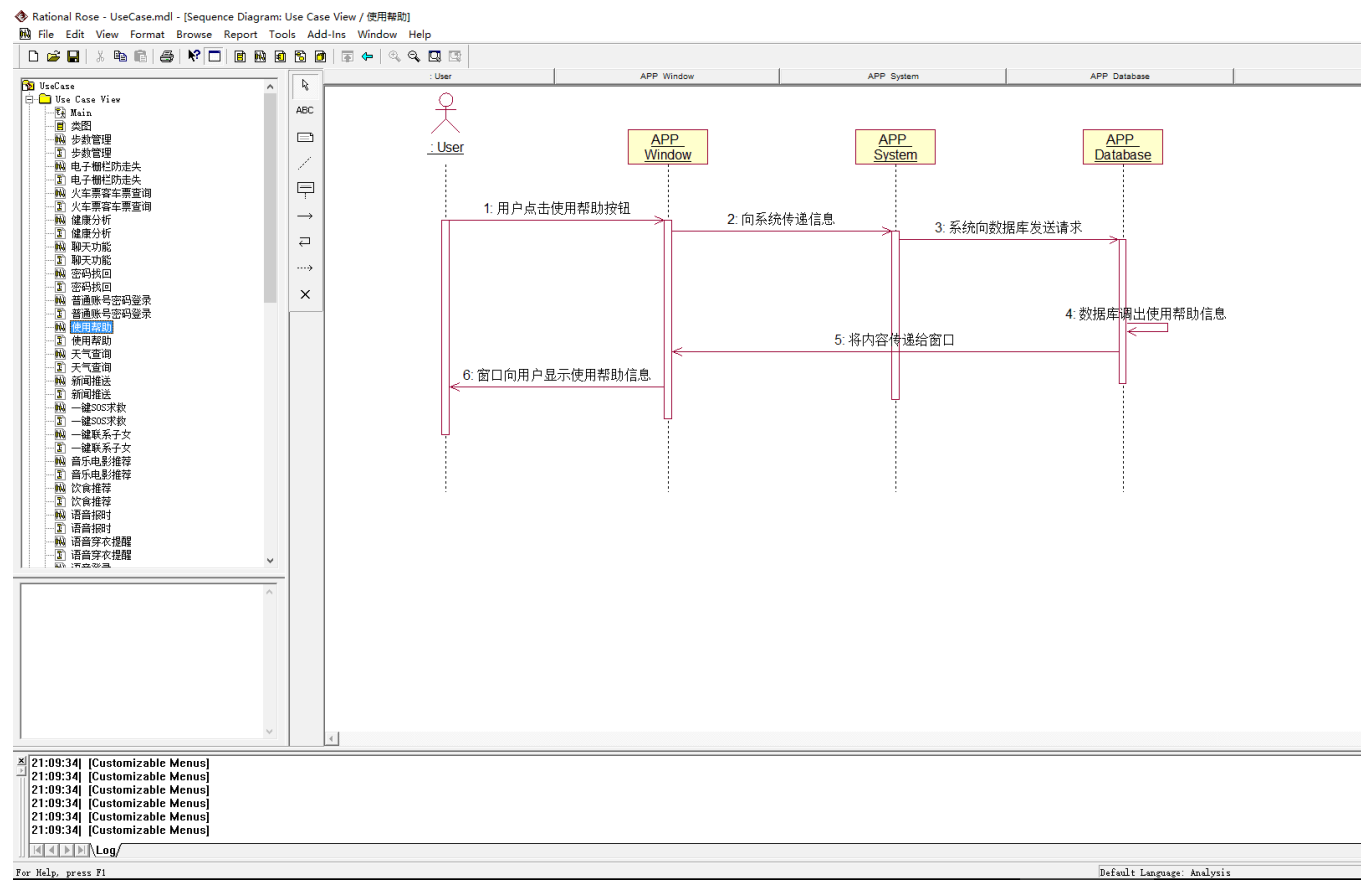 Rational Rose - UseCase.mdl - [Sequence Diagram: Use Case View / 使用帮助]
File Edit View Format Browse Report Tools Add-Ins Window Help
UseCase
Use Case View
Main
类图
步数管理
步数管理
电子栅栏防走失
电子栅栏防走失
火车票客车票查询
火车票客车票查询
健康分析
健康分析
聊天功能
聊天功能
密码找回
密码找回
普通账号密码登录
普通账号密码登录
使用帮助
使用帮助
天气查询
天气查询
新闻推送
新闻推送
一键SOS求救
一键SOS求救
一键联系子女
一键联系子女
音乐电影推荐
音乐电影推荐
饮食推荐
饮食推荐
语音报时
语音报时
语音穿衣提醒
语音穿衣提醒
语音登录
ABC
: User APP Window APP System APP Database
: User
APP
Window
APP
System
APP
Database
1: 用户点击使用帮助按钮
2: 向系统传递信息
3: 系统向数据库发送请求
4: 数据库调出使用帮助信息
5: 将内容传递给窗口
6: 窗口向用户显示使用帮助信息
21:09:34| [Customizable Menus]
21:09:34| [Customizable Menus]
21:09:34| [Customizable Menus]
21:09:34| [Customizable Menus]
21:09:34| [Customizable Menus]
21:09:34| [Customizable Menus]
Log
For Help, press F1
Default Language: Analysis